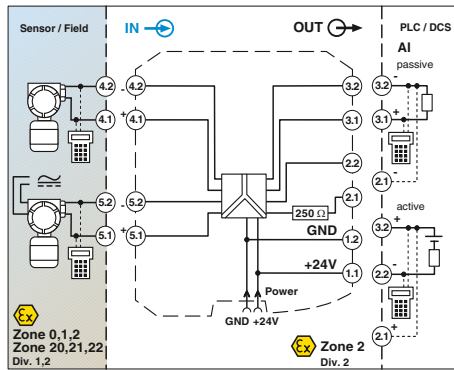 Sensor / Field
IN
OUT
PLC / DCS
AI
passive
4.2
-
4.2
3.2
3.2
-
4.1
+
4.1
3.1
3.1
+
2.2
2.1
-
5.2
-
5.2
250 Ω
2.1
active
GND
1.2
3.2
+
5.1
+
5.1
+24V
1.1
2.2
-
Power
GND +24V
2.1
+
Ex
Zone 0,1,2
Zone 20,21,22
Div. 1,2
Ex
Zone 2
Div. 2